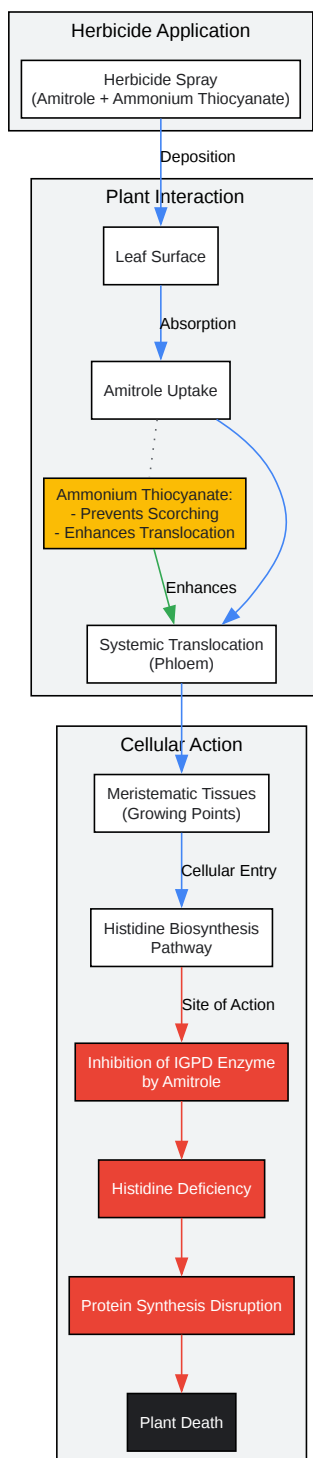 Herbicide Application
Herbicide Spray
(Amitrole + Ammonium Thiocyanate)
Deposition
Plant Interaction
Leaf Surface
Absorption
Amitrole Uptake
Ammonium Thiocyanate:
- Prevents Scorching
- Enhances Translocation
Enhances
Systemic Translocation
(Phloem)
Cellular Action
Meristematic Tissues
(Growing Points)
Cellular Entry
Histidine Biosynthesis
Pathway
Site of Action
Inhibition of IGPD Enzyme
by Amitrole
Histidine Deficiency
Protein Synthesis Disruption
Plant Death